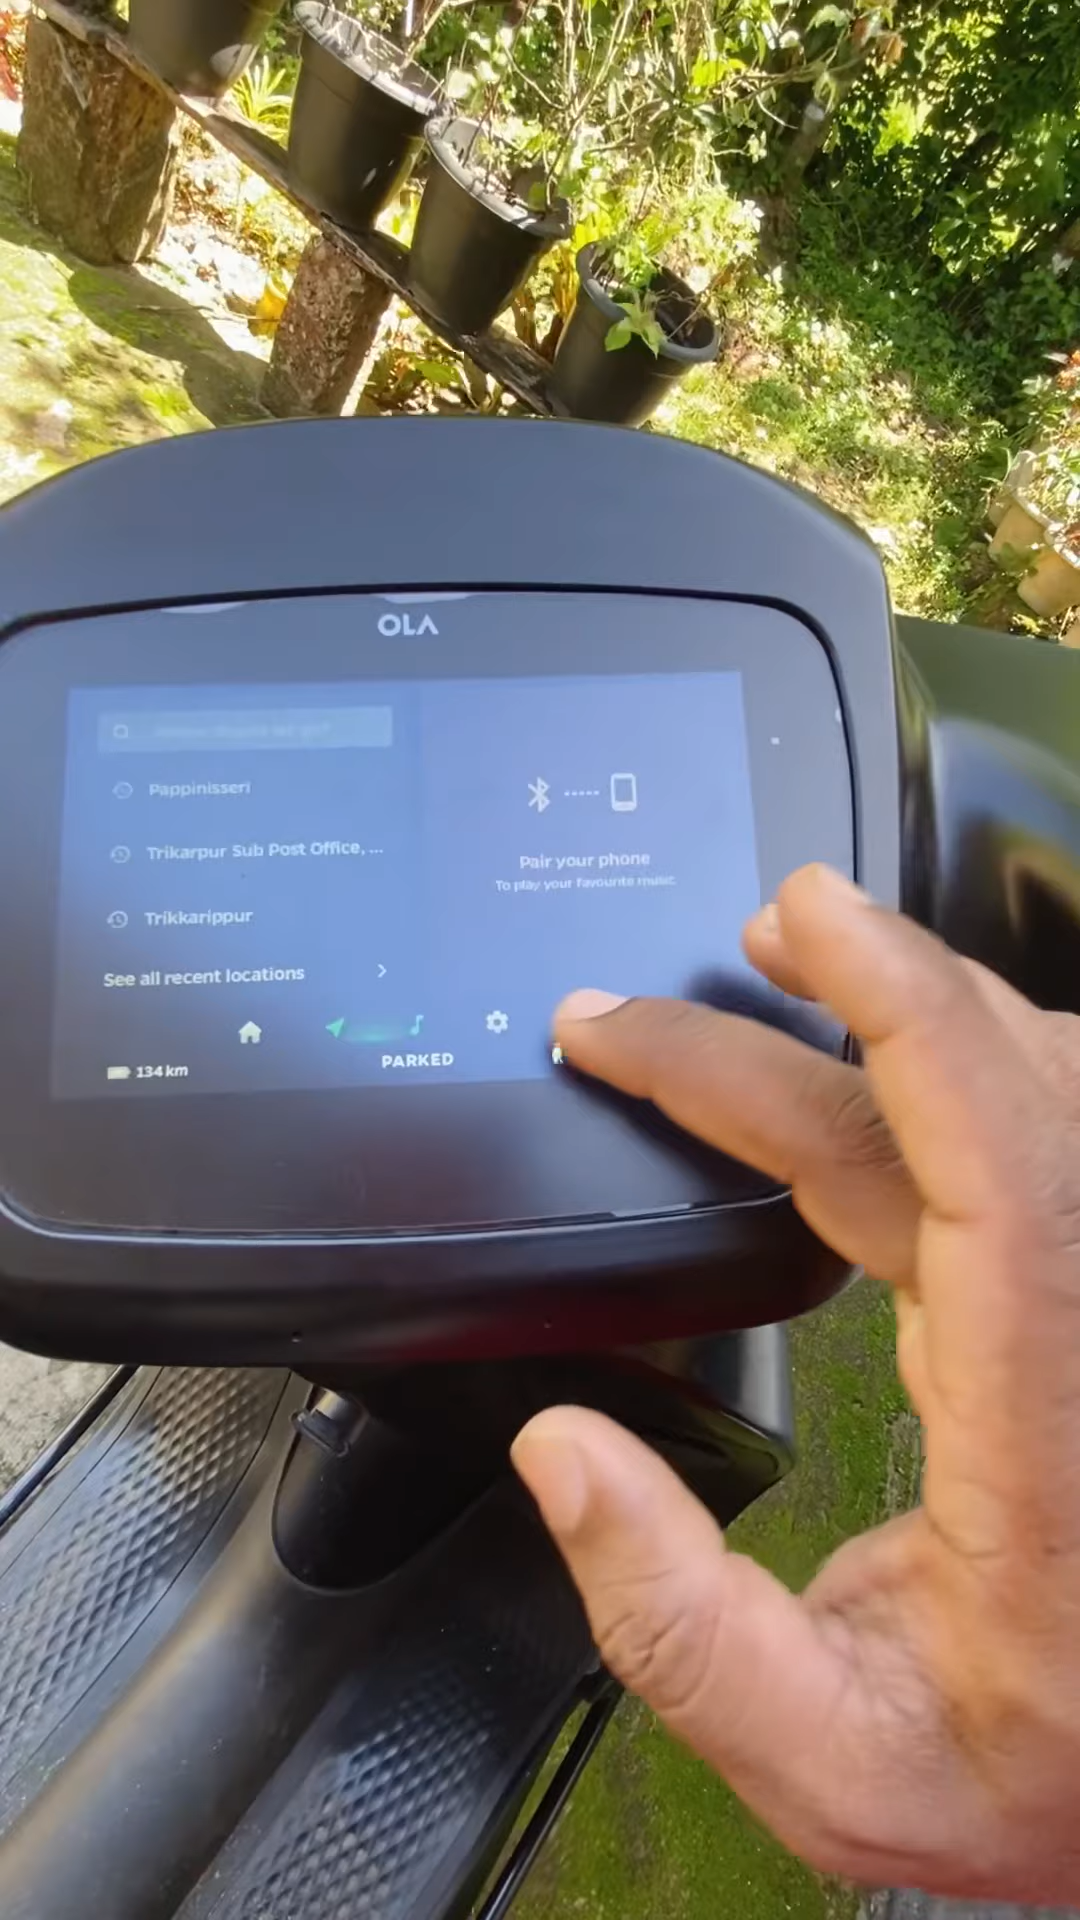 OLA
Pappinisseri
Trikarpur Sub Post Office, ...
Trikkarippur
See all recent locations
Pair your phone
To play your favourite music
PARKED
134 km